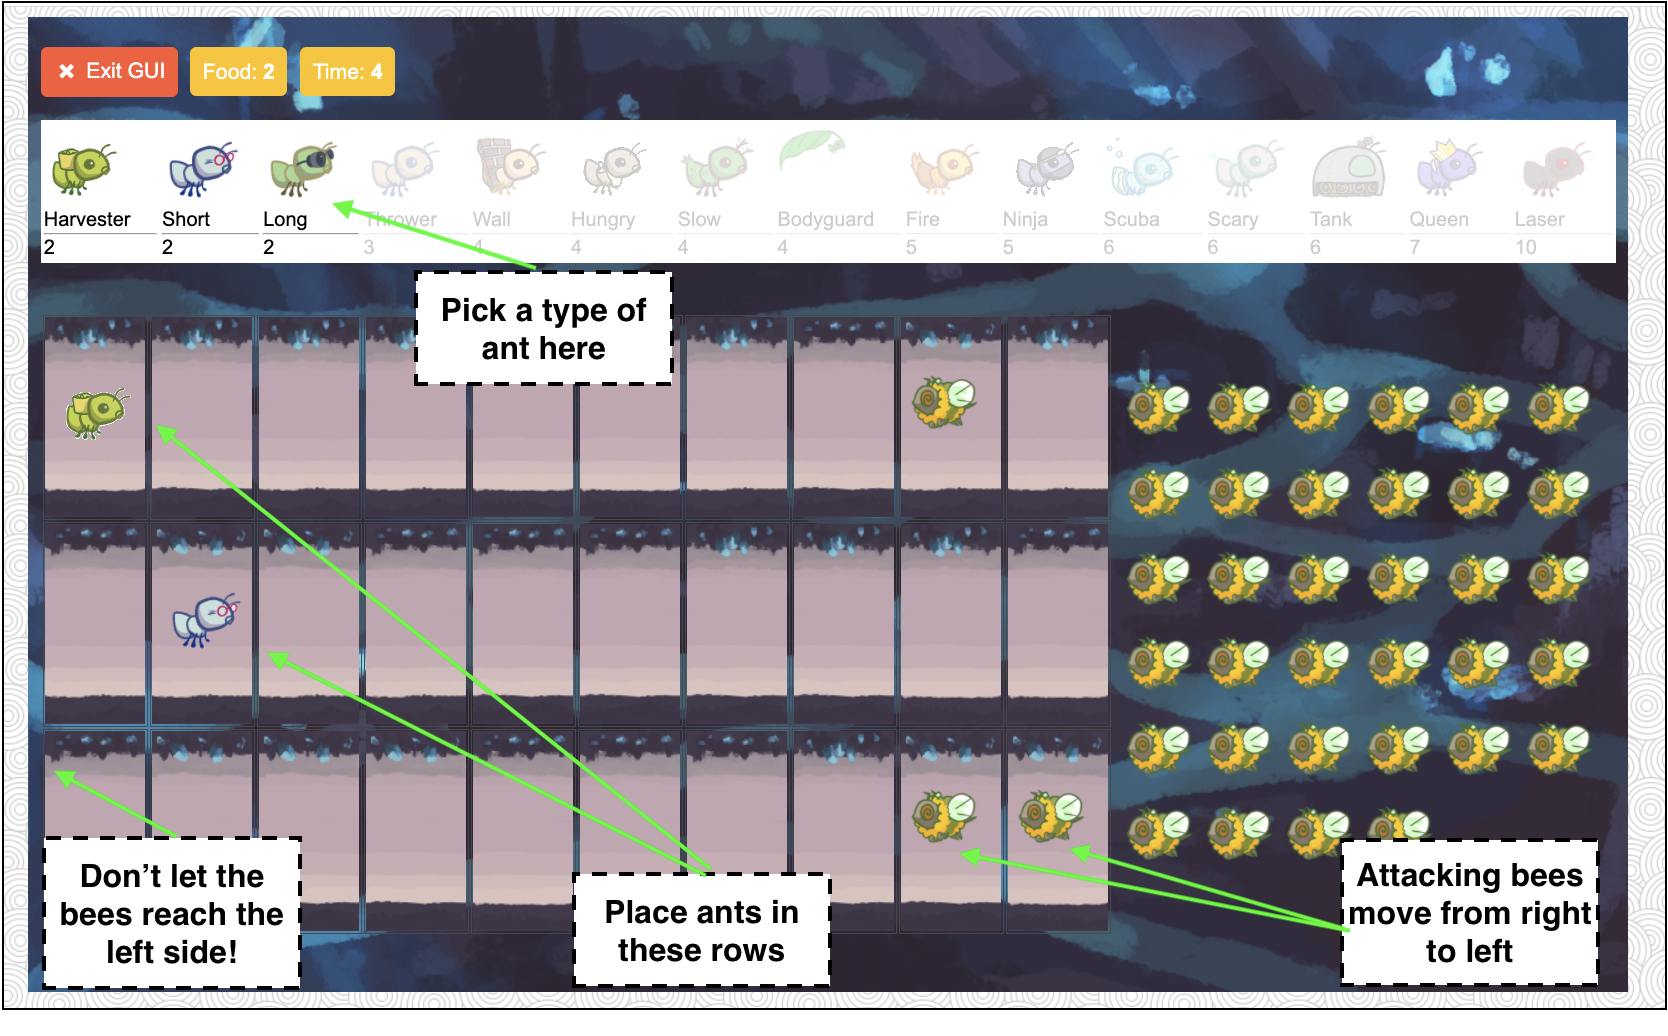 ✖ Exit GUI Food: 2 Time: 4
Harvester Short Long Thrower Wall Hungry Slow Bodyguard Fire Ninja Scuba Scary Tank Queen Laser
2 2 2 3 4 4 4 4 5 5 6 6 6 7 10
Pick a type of
ant here
Don’t let the
bees reach the
left side!
Place ants in
these rows
Attacking bees
move from right
to left